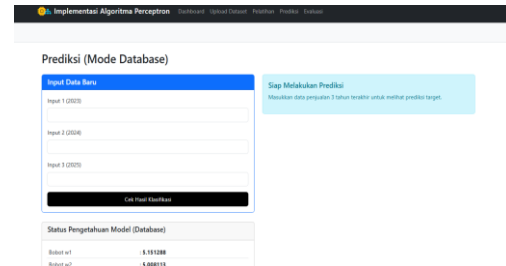 Implementasi Algoritma Perceptron Dashboard Upload Dataset Pelatihan Prediksi Evaluasi
Prediksi (Mode Database)
Input Data Baru
Input 1 (2023)
Input 2 (2024)
Input 3 (2025)
Cek Hasil Klasifikasi
Siap Melakukan Prediksi
Masukkan data penjualan 3 tahun terakhir untuk melihat prediksi target.
Status Pengetahuan Model (Database)
Bobot w1 : 5.151288
Bobot w2 : 5.008113